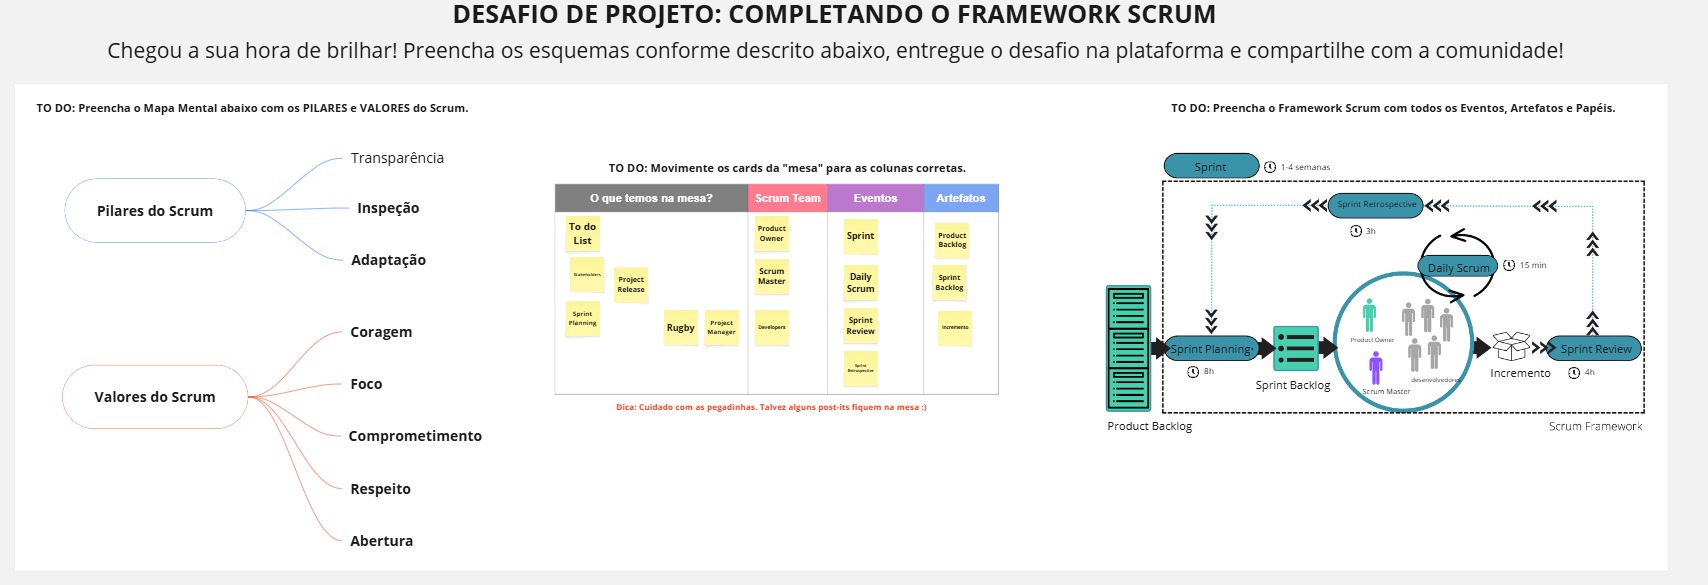 DESAFIO DE PROJETO: COMPLETANDO O FRAMEWORK SCRUM
Chegou a sua hora de brilhar! Preencha os esquemas conforme descrito abaixo, entregue o desafio na plataforma e compartilhe com a comunidade!
TO DO: Preencha o Mapa Mental abaixo com os PILARES e VALORES do Scrum.
Pilares do Scrum
Transparência
Inspeção
Adaptação
Valores do Scrum
Coragem
Foco
Comprometimento
Respeito
Abertura
TO DO: Movimente os cards da "mesa" para as colunas corretas.
O que temos na mesa?
Scrum Team
Eventos
Artefatos
To do
List
Stakeholders
Project
Release
Sprint
Planning
Rugby
Project
Manager
Product
Owner
Scrum
Master
Developers
Sprint
Daily
Scrum
Sprint
Review
Sprint
Retrospective
Product
Backlog
Sprint
Backlog
Incremento
Dica: Cuidado com as pegadinhas. Talvez alguns post-its fiquem na mesa :)
TO DO: Preencha o Framework Scrum com todos os Eventos, Artefatos e Papéis.
Sprint
1-4 semanas
Sprint Retrospective
3h
Daily Scrum
15 min
Product Backlog
Sprint Planning
8h
Sprint Backlog
Product Owner
Scrum Master
desenvolvedores
Incremento
Sprint Review
4h
Scrum Framework